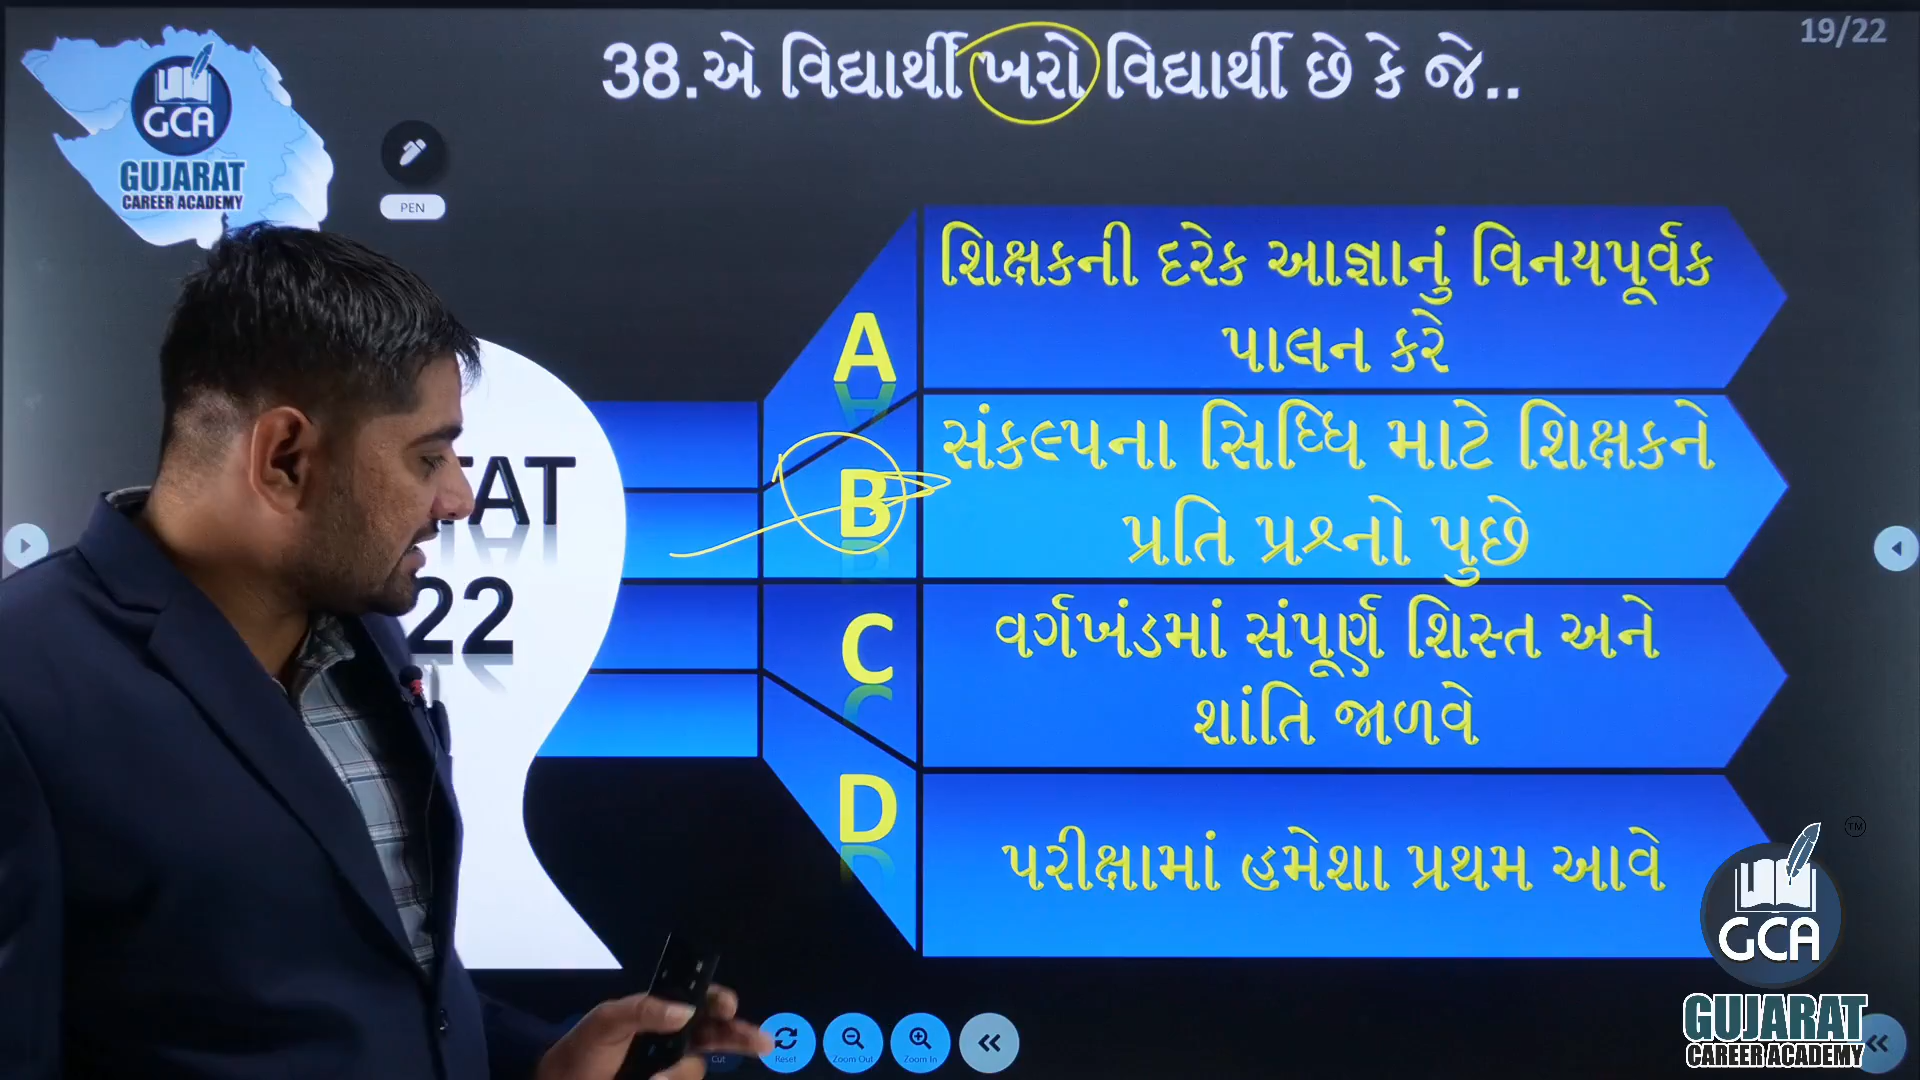 19/22
38.એ વિદ્યાર્થી ખરો વિદ્યાર્થી છે કે જે..
GCA
GUJARAT
CAREER ACADEMY
PEN
A
શિક્ષકની દરેક આજ્ઞાનું વિનયપૂર્વક
પાલન કરે
B
સંકલ્પના સિધ્ધિ માટે શિક્ષકને
પ્રતિ પ્રશ્નો પુછે
TAT
22
C
વર્ગખંડમાં સંપૂર્ણ શિસ્ત અને
શાંતિ જાળવે
D
પરીક્ષામાં હમેશા પ્રથમ આવે
TM
GCA
GUJARAT
CAREER ACADEMY
Cut
Reset
Zoom Out
Zoom In